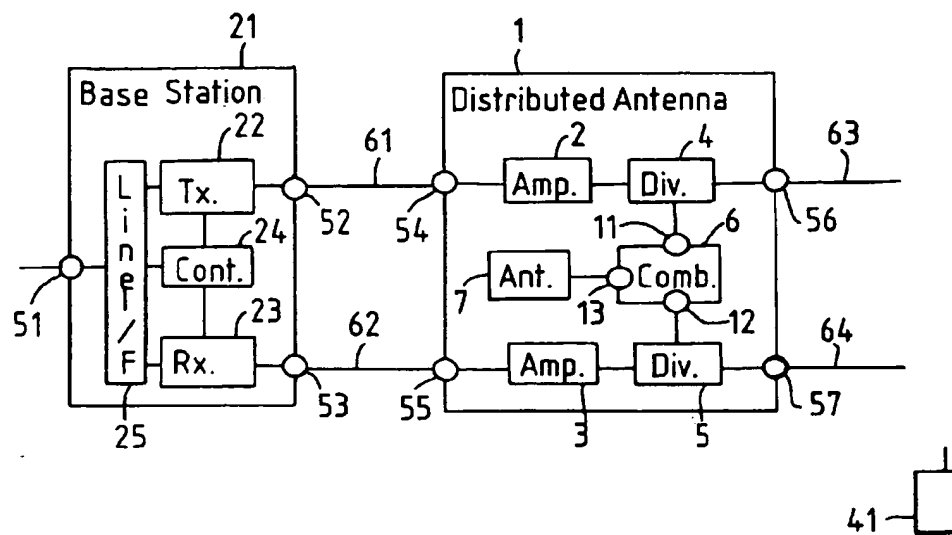 21
1
Base Station
Distributed Antenna
22
61
2
4
63
Tx.
Amp.
Div.
52
54
56
24
11
6
Line I/F
Cont.
Ant.
Comb.
51
7
13
12
23
62
64
Rx.
Amp.
Div.
53
55
57
25
3
5
41